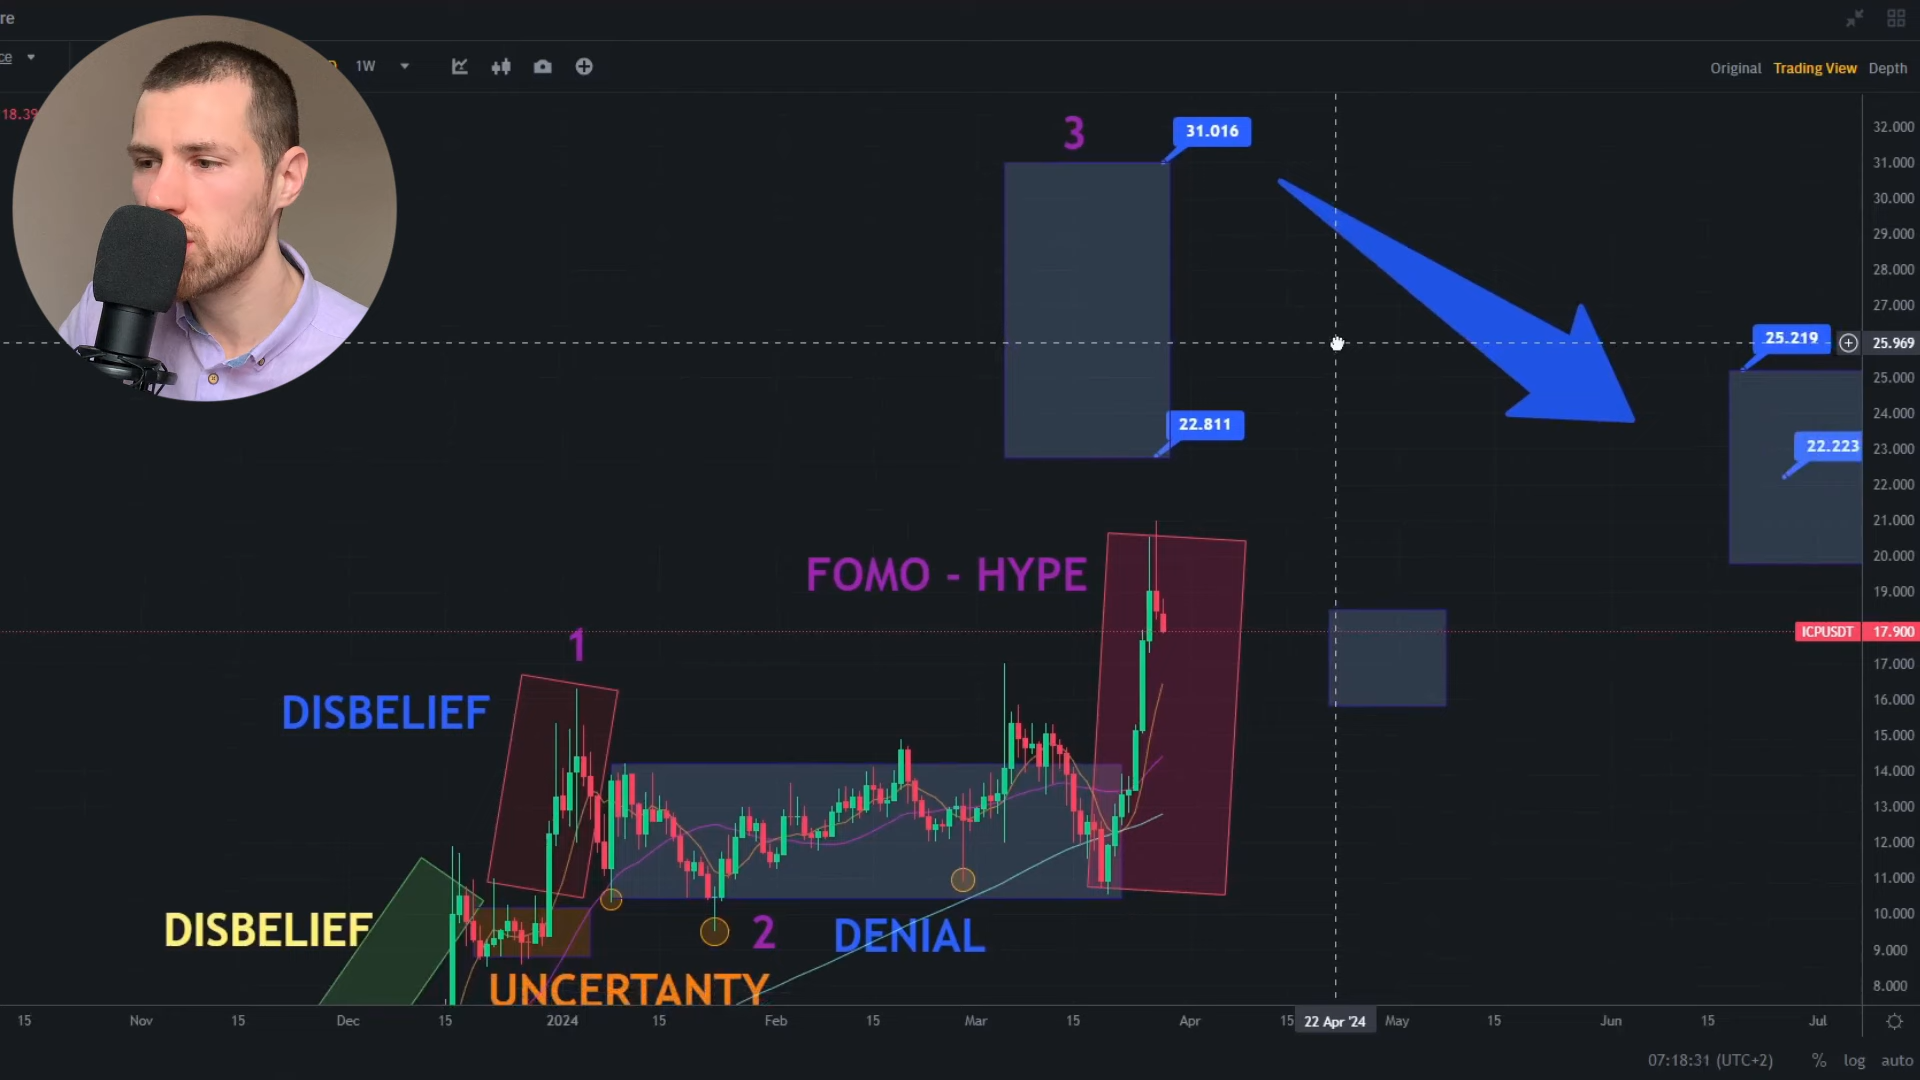 re
ce
1W
Original Trading View Depth
18.39
3
31.016
32.000
31.000
30.000
29.000
28.000
27.000
25.219
25.969
25.000
24.000
22.811
22.223
23.000
22.000
21.000
20.000
FOMO - HYPE
19.000
1
ICPUSDT 17.900
17.000
DISBELIEF
16.000
15.000
14.000
13.000
12.000
11.000
DISBELIEF
2
DENIAL
10.000
9.000
UNCERTANTY
8.000
15 Nov 15 Dec 15 2024 15 Feb 15 Mar 15 Apr 15 22 Apr '24 May 15 Jun 15 Jul
07:18:31 (UTC+2) % log auto